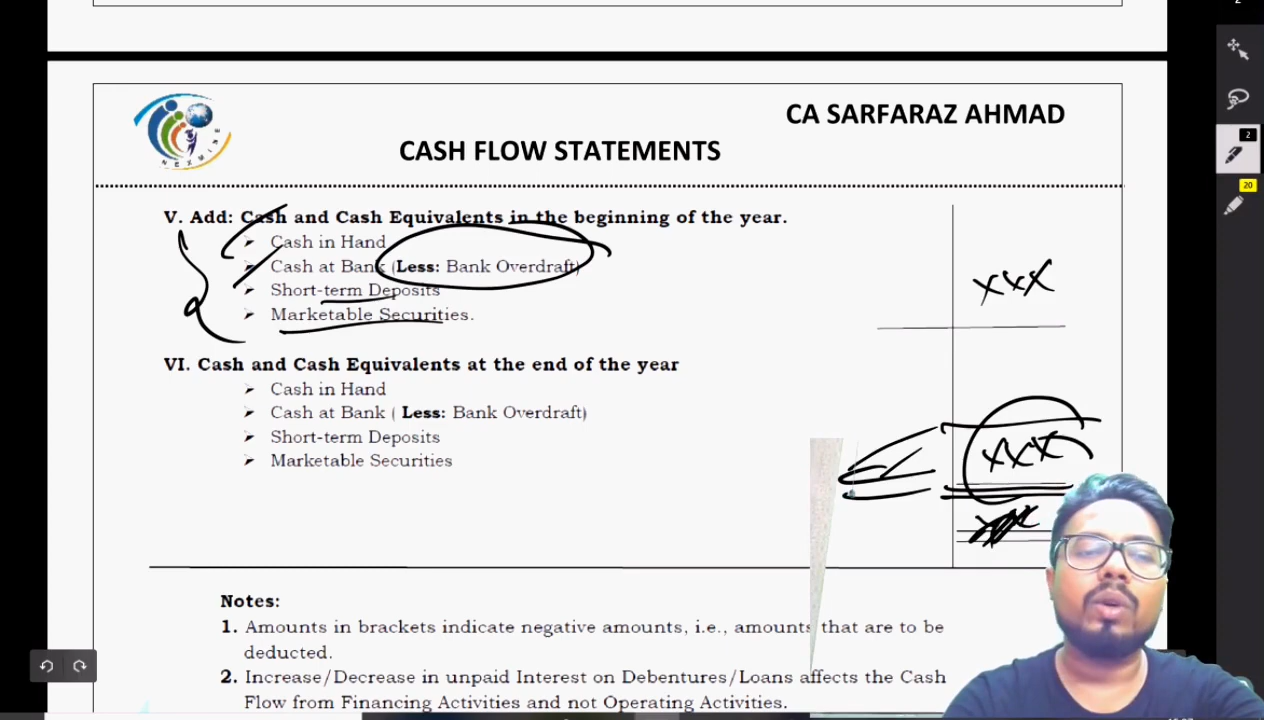 2
CA SARFARAZ AHMAD
NEXMINE
CASH FLOW STATEMENTS
V. Add: Cash and Cash Equivalents in the beginning of the year.
➢ Cash in Hand
➢ Cash at Bank (Less: Bank Overdraft)
➢ Short-term Deposits
➢ Marketable Securities.
xxx
VI. Cash and Cash Equivalents at the end of the year
➢ Cash in Hand
➢ Cash at Bank ( Less: Bank Overdraft)
➢ Short-term Deposits
➢ Marketable Securities
xxx
Notes:
1. Amounts in brackets indicate negative amounts, i.e., amounts that are to be
deducted.
2. Increase/Decrease in unpaid Interest on Debentures/Loans affects the Cash
Flow from Financing Activities and not Operating Activities.
2
20